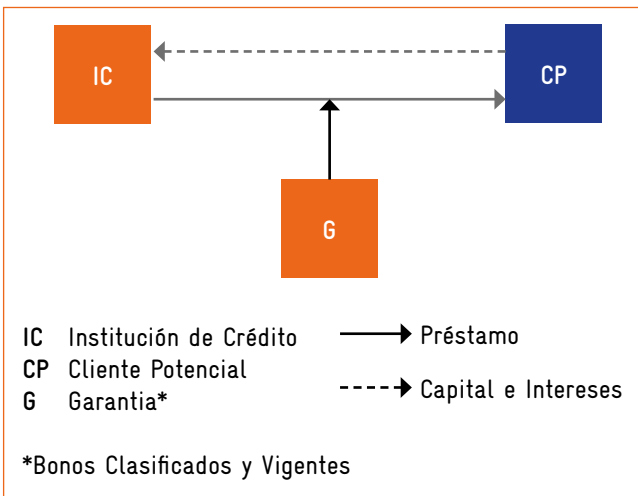 IC
CP
G
IC Institución de Crédito
Préstamo
CP Cliente Potencial
G Garantia*
Capital e Intereses
*Bonos Clasificados y Vigentes